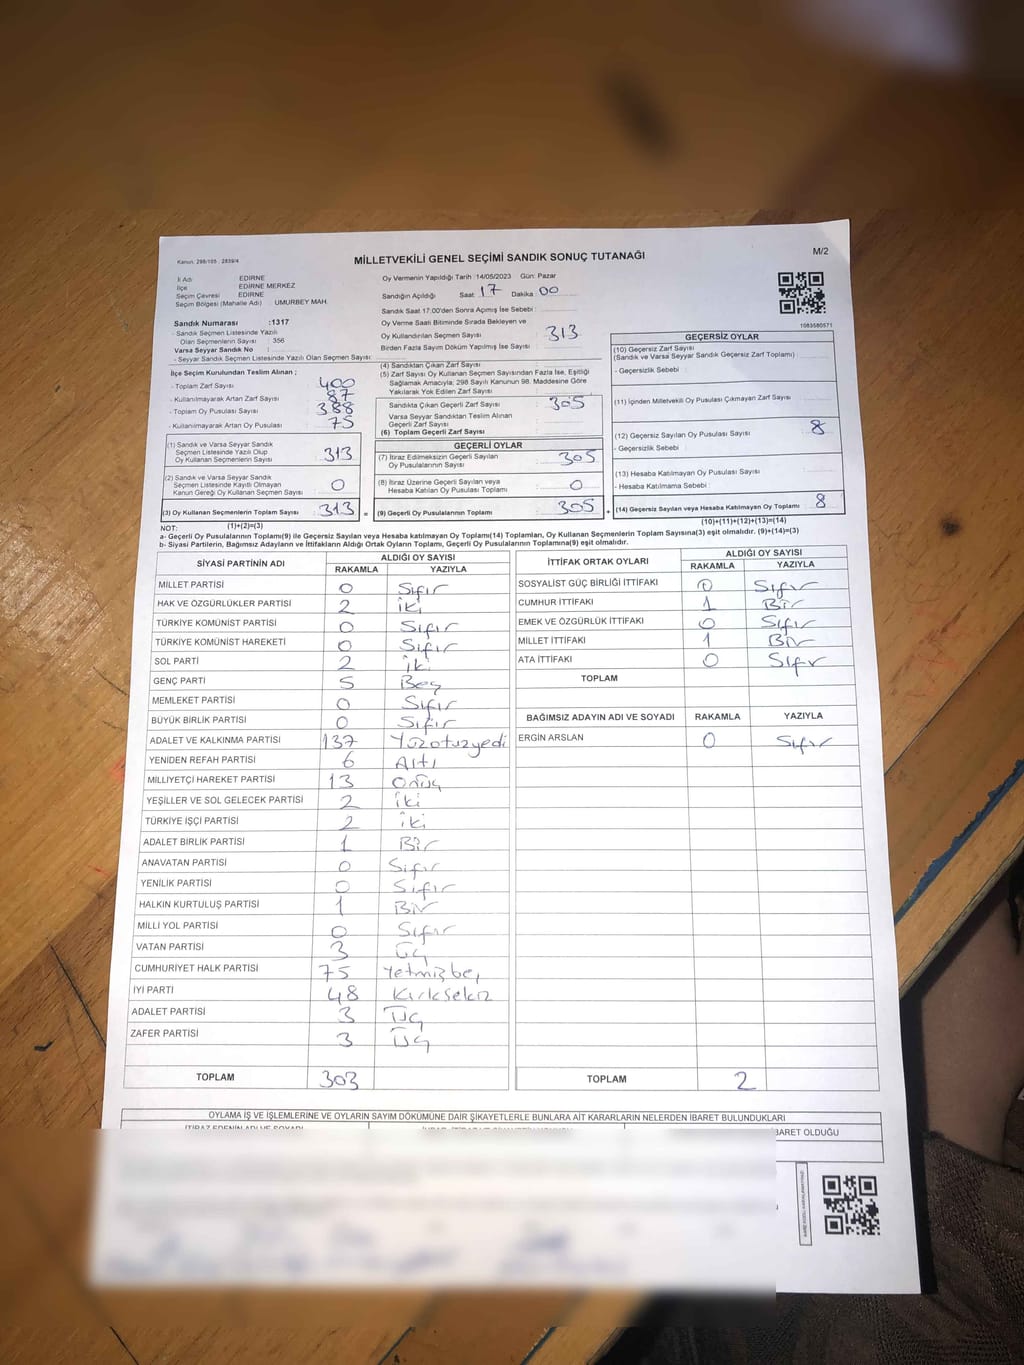 Kanun: 298/105 : 2839/4
MİLLETVEKİLİ GENEL SEÇİMİ SANDIK SONUÇ TUTANAĞI
M/2
İl Adı : EDİRNE
İlçe : EDİRNE MERKEZ
Seçim Çevresi : EDİRNE
Seçim Bölgesi (Mahalle Adı) : UMURBEY MAH.
Oy Vermenin Yapıldığı Tarih :14/05/2023 Gün: Pazar
Sandığın Açıldığı Saat: 17 Dakika: 00
Sandık Saat 17:00'den Sonra Açımış İse Sebebi :
Oy Verme Saati Bitiminde Sırada Bekleyen ve
Oy Kullandırılan Seçmen Sayısı : 313
Birden Fazla Sayım Döküm Yapılmış İse Sayısı :
1083580571
Sandık Numarası :1317
- Sandık Seçmen Listesinde Yazılı
Olan Seçmenlerin Sayısı : 356
Varsa Seyyar Sandık No :
- Seyyar Sandık Seçmen Listesinde Yazılı Olan Seçmen Sayısı:
İlçe Seçim Kurulundan Teslim Alınan ;
- Toplam Zarf Sayısı : 400
- Kullanılmayarak Artan Zarf Sayısı : 87
- Toplam Oy Pusulası Sayısı : 388
- Kullanılmayarak Artan Oy Pusulası : 75
(1) Sandık ve Varsa Seyyar Sandık
Seçmen Listesinde Yazılı Olup
Oy Kullanan Seçmen Sayısı : 313
(2) Sandık ve Varsa Seyyar Sandık
Seçmen Listesinde Kayıtlı Olmayan
Kanun Gereği Oy Kullanan Seçmen Sayısı : 0
(3) Oy Kullanan Seçmenlerin Toplam Sayısı : 313 =
(4) Sandıktan Çıkan Zarf Sayısı :
(5) Zarf Sayısı Oy Kullanan Seçmen Sayısından Fazla İse, Eşitliği
Sağlamak Amacıyla, 298 Sayılı Kanunun 98. Maddesine Göre
Yakılarak Yok Edilen Zarf Sayısı :
Sandıkta Çıkan Geçerli Zarf Sayısı : 305
Varsa Seyyar Sandıktan Teslim Alınan
Geçerli Zarf Sayısı :
(6) Toplam Geçerli Zarf Sayısı :
GEÇERLİ OYLAR
(7) İtiraz Edilmeksizin Geçerli Sayılan
Oy Pusulalarının Sayısı : 305
(8) İtiraz Üzerine Geçerli Sayılan veya
Hesaba Katılan Oy Pusulası Toplamı : 0
(9) Geçerli Oy Pusulalarının Toplamı : 305 +
GEÇERSİZ OYLAR
(10) Geçersiz Zarf Sayısı
(Sandık ve Varsa Seyyar Sandık Geçersiz Zarf Toplamı) :
- Geçersizlik Sebebi :
(11) İçinden Milletvekili Oy Pusulası Çıkmayan Zarf Sayısı :
(12) Geçersiz Sayılan Oy Pusulası Sayısı : 8
- Geçersizlik Sebebi :
(13) Hesaba Katılmayan Oy Pusulası Sayısı :
- Hesaba Katılmama Sebebi :
(14) Geçersiz Sayılan veya Hesaba Katılmayan Oy Toplamı : 8
NOT: (1)+(2)=(3) (10)+(11)+(12)+(13)=(14)
a- Geçerli Oy Pusulalarının Toplamı(9) ile Geçersiz Sayılan veya Hesaba katılmayan Oy Toplamı(14) Toplamları, Oy Kullanan Seçmenlerin Toplam Sayısına(3) eşit olmalıdır. (9)+(14)=(3)
b- Siyasi Partilerin, Bağımsız Adayların ve İttifakların Aldığı Ortak Oyların Toplamı, Geçerli Oy Pusulalarının Toplamına(9) eşit olmalıdır.
SİYASİ PARTİNİN ADI ALDIĞI OY SAYISI
RAKAMLA YAZIYLA
MİLLET PARTİSİ 0 Sıfır
HAK VE ÖZGÜRLÜKLER PARTİSİ 2 iki
TÜRKİYE KOMÜNİST PARTİSİ 0 Sıfır
TÜRKİYE KOMÜNİST HAREKETİ 0 Sıfır
SOL PARTİ 2 iki
GENÇ PARTİ 5 Beş
MEMLEKET PARTİSİ 0 Sıfır
BÜYÜK BİRLİK PARTİSİ 0 Sıfır
ADALET VE KALKINMA PARTİSİ 137 Yüzotuzyedi
YENİDEN REFAH PARTİSİ 6 Altı
MİLLİYETÇİ HAREKET PARTİSİ 13 Onüç
YEŞİLLER VE SOL GELECEK PARTİSİ 2 iki
TÜRKİYE İŞÇİ PARTİSİ 2 iki
ADALET BİRLİK PARTİSİ 1 Bir
ANAVATAN PARTİSİ 0 Sıfır
YENİLİK PARTİSİ 0 Sıfır
HALKIN KURTULUŞ PARTİSİ 1 Bir
MİLLİ YOL PARTİSİ 0 Sıfır
VATAN PARTİSİ 3 Üç
CUMHURİYET HALK PARTİSİ 75 Yetmişbeş
İYİ PARTİ 48 Kırksekiz
ADALET PARTİSİ 3 Üç
ZAFER PARTİSİ 3 Üç
TOPLAM 303
İTTİFAK ORTAK OYLARI ALDIĞI OY SAYISI
RAKAMLA YAZIYLA
SOSYALİST GÜÇ BİRLİĞİ İTTİFAKI 0 Sıfır
CUMHUR İTTİFAKI 1 Bir
EMEK VE ÖZGÜRLÜK İTTİFAKI 0 Sıfır
MİLLET İTTİFAKI 1 Bir
ATA İTTİFAKI 0 Sıfır
TOPLAM
BAĞIMSIZ ADAYIN ADI VE SOYADI RAKAMLA YAZIYLA
ERGİN ARSLAN 0 Sıfır
TOPLAM 2
OYLAMA İŞ VE İŞLEMLERİNE VE OYLARIN SAYIM DÖKÜMÜNE DAİR ŞİKAYETLERLE BUNLARA AİT KARARLARIN NELERDEN İBARET BULUNDUKLARI
İTİRAZ EDENİN ADI VE SOYADI
İBARET OLDUĞU